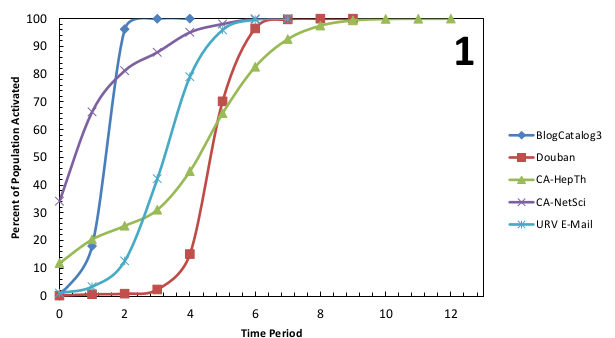 100
90
80
70
60
50
40
30
20
10
0
Percent of Population Activated
1
BlogCatalog3
Douban
CA-HepTh
CA-NetSci
URV E-Mail
0 2 4 6 8 10 12
Time Period